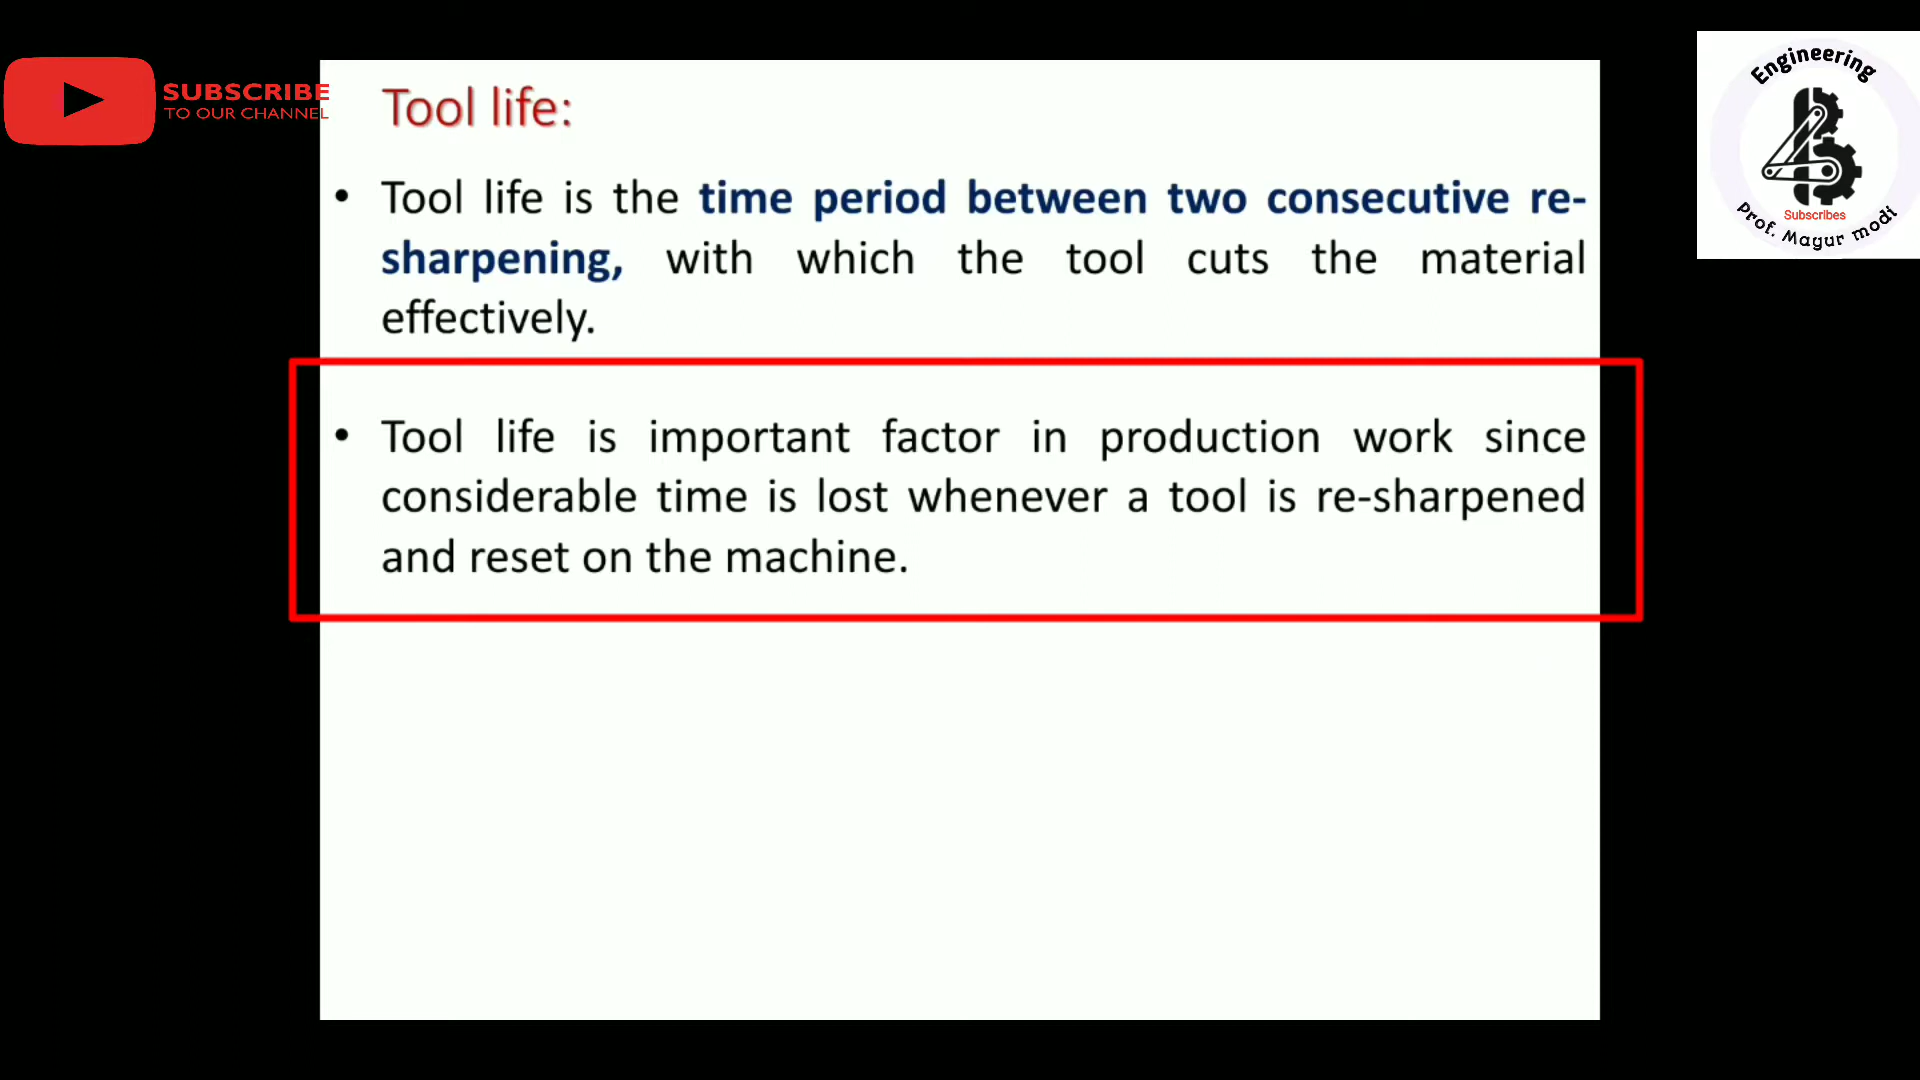 SUBSCRIBE
TO OUR CHANNEL
Engineering
Subscribes
Prof. Mayur modi
Tool life:
• Tool life is the time period between two consecutive re-
sharpening, with which the tool cuts the material
effectively.
• Tool life is important factor in production work since
considerable time is lost whenever a tool is re-sharpened
and reset on the machine.